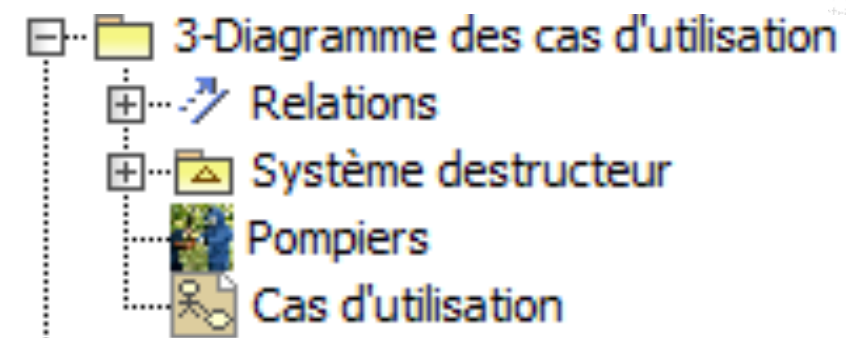 3-Diagramme des cas d'utilisation
Relations
Système destructeur
Pompiers
Cas d'utilisation